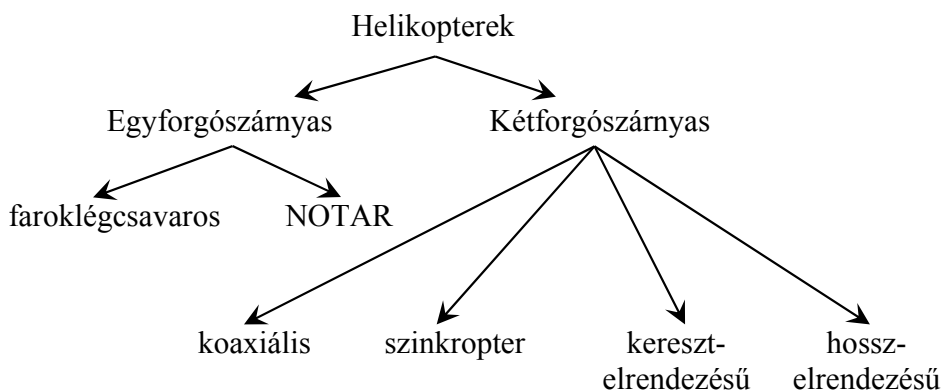 Helikopterek
Egyforgószárnyas Kétforgószárnyas
faroklégcsavaros NOTAR
koaxiális szinkropter kereszt- hossz-
elrendezésű elrendezésű